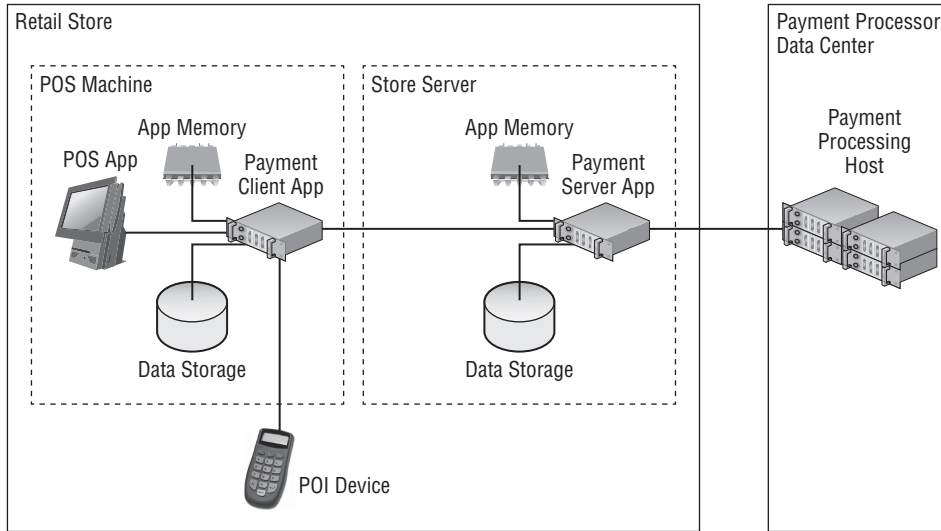 Retail Store
Payment Processor
Data Center
POS Machine
Store Server
App Memory
App Memory
Payment
Processing
Host
POS App
Payment
Client App
Payment
Server App
Data Storage
Data Storage
POI Device